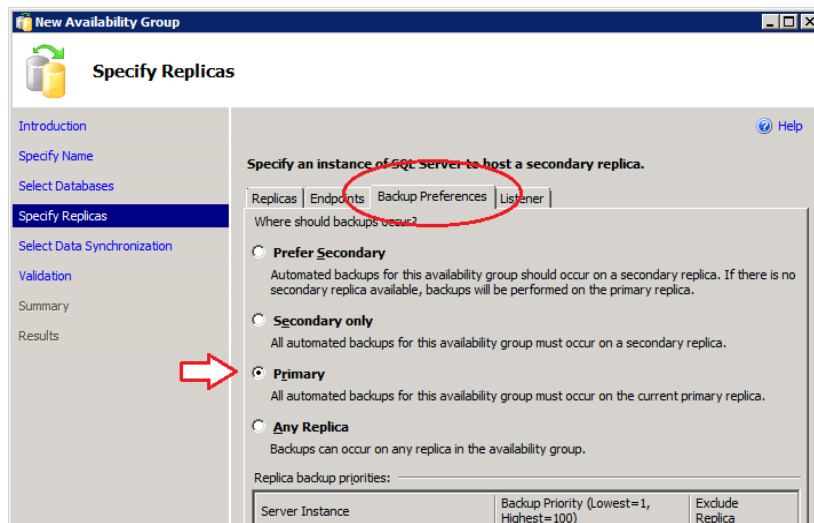 New Availability Group
Specify Replicas
Introduction
Specify Name
Select Databases
Specify Replicas
Select Data Synchronization
Validation
Summary
Results
Help
Specify an instance of SQL Server to host a secondary replica.
Replicas Endpoints Backup Preferences Listener
Where should backups occur?
Prefer Secondary
Automated backups for this availability group should occur on a secondary replica. If there is no
secondary replica available, backups will be performed on the primary replica.
Secondary only
All automated backups for this availability group must occur on a secondary replica.
Primary
All automated backups for this availability group must occur on the current primary replica.
Any Replica
Backups can occur on any replica in the availability group.
Replica backup priorities:
Server Instance
Backup Priority (Lowest=1,
Highest=100)
Exclude
Replica